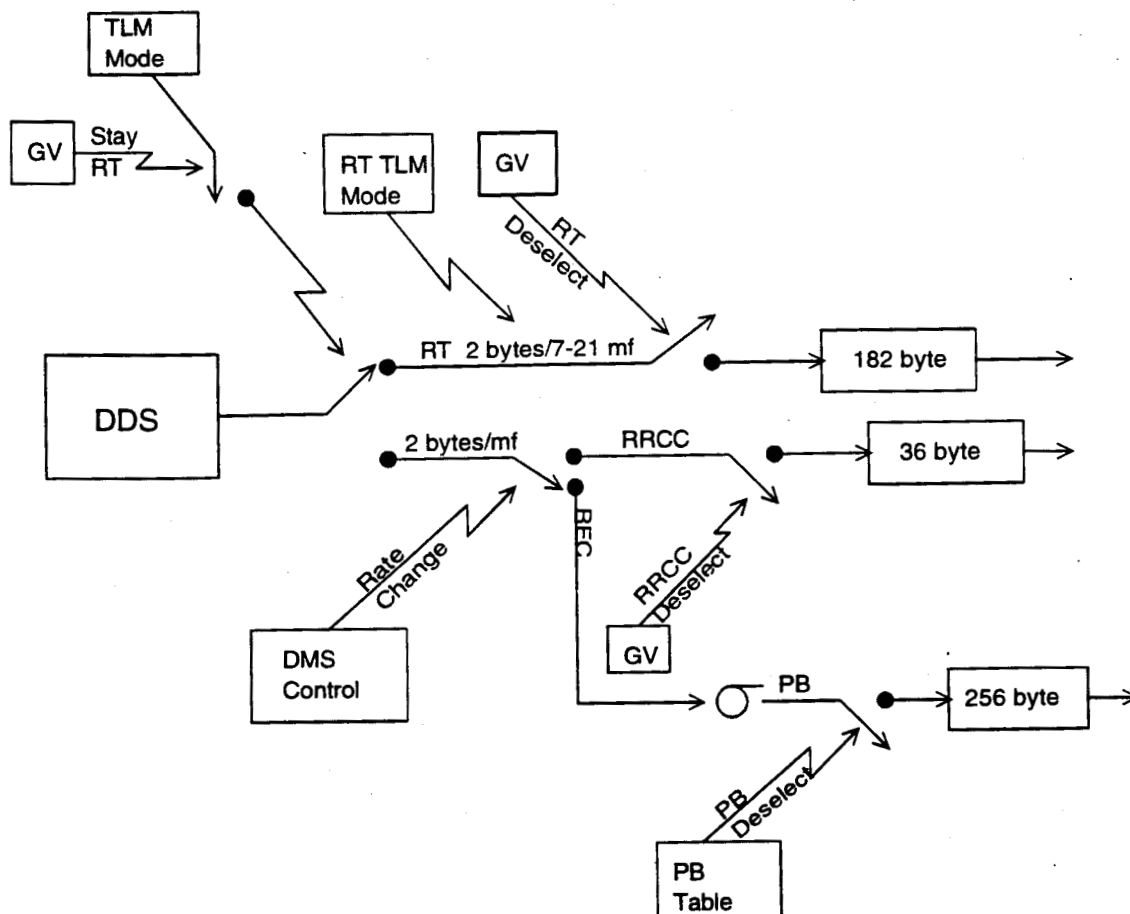 TLM
Mode
GV
Stay
RT
RT TLM
Mode
GV
RT
Deselect
DDS
RT 2 bytes/7-21 mf
182 byte
2 bytes/mf
RRCC
36 byte
REC
Rate
Change
RRCC
Deselect
DMS
Control
GV
PB
256 byte
PB
Deselect
PB
Table